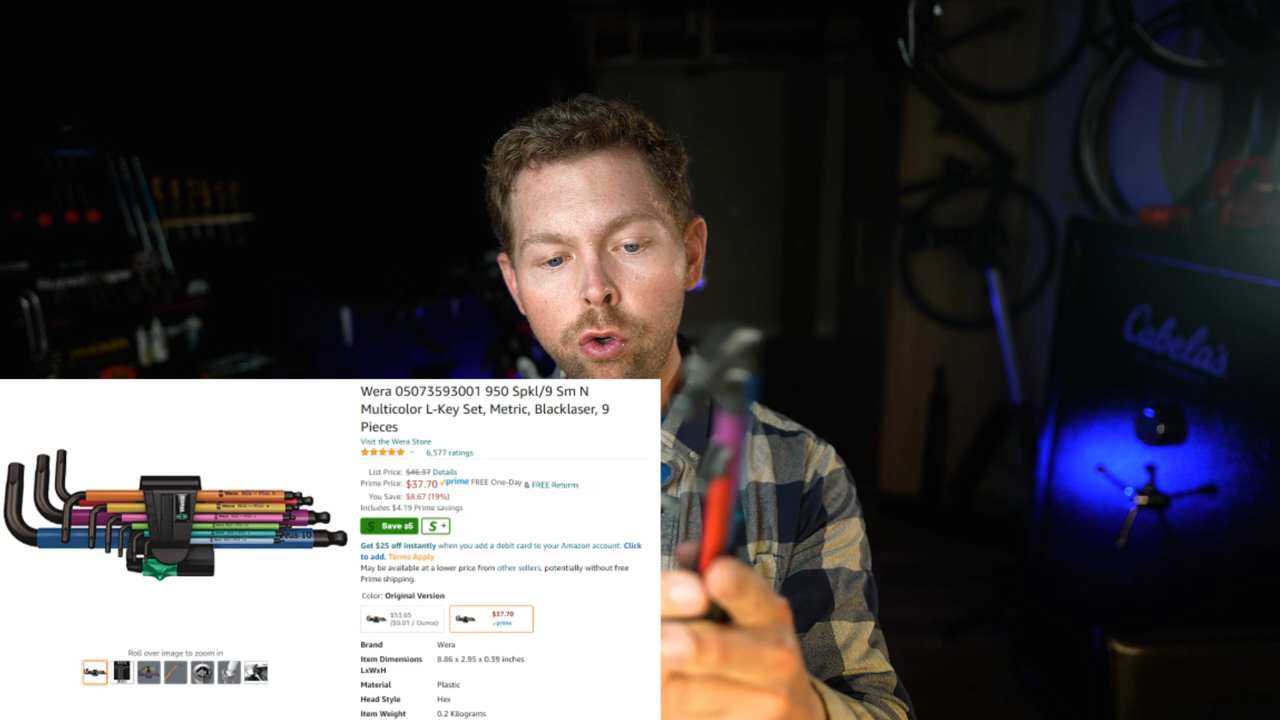 Cabela's
Wera 05073593001 950 Spkl/9 Sm N
Multicolor L-Key Set, Metric, Blacklaser, 9
Pieces
Visit the Wera Store
6,577 ratings
List Price: $46.37 Details
Prime Price: $37.70 prime FREE One-Day & FREE Returns
You Save: $8.67 (19%)
Includes $4.19 Prime savings
S Save $5 S +
Get $25 off instantly when you add a debit card to your Amazon account. Click
to add. Terms Apply
May be available at a lower price from other sellers, potentially without free
Prime shipping.
Color: Original Version
$53.65
($0.01 / Ounce)
$37.70
prime
Brand Wera
Item Dimensions 8.86 x 2.95 x 0.39 inches
LxWxH
Material Plastic
Head Style Hex
Item Weight 0.2 Kilograms
Roll over image to zoom in